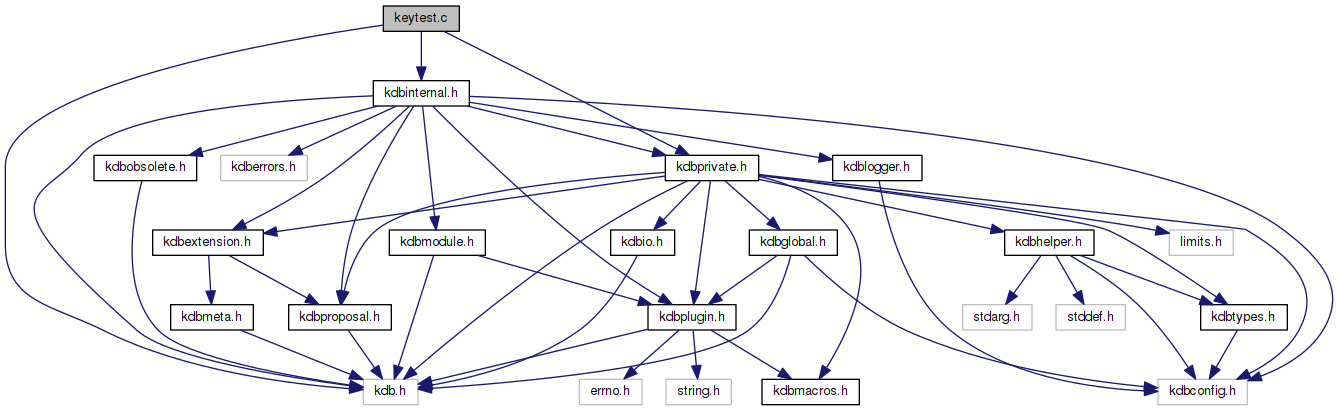 keytest.c
kdbinternal.h
kdbobsolete.h
kdberrors.h
kdbprivate.h
kdblogger.h
kdbextension.h
kdbmodule.h
kdbio.h
kdbglobal.h
kdbhelper.h
limits.h
kdbmeta.h
kdbproposal.h
kdbplugin.h
stdarg.h
stddef.h
kdbtypes.h
kdb.h
errno.h
string.h
kdbmacros.h
kdbconfig.h